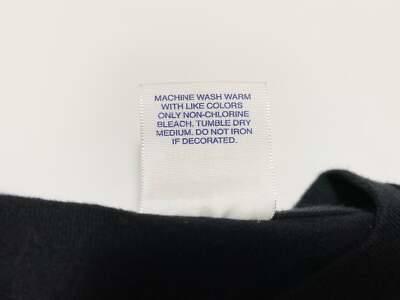 MACHINE WASH WARM
WITH LIKE COLORS
ONLY NON-CHLORINE
BLEACH. TUMBLE DRY
MEDIUM. DO NOT IRON
IF DECORATED.